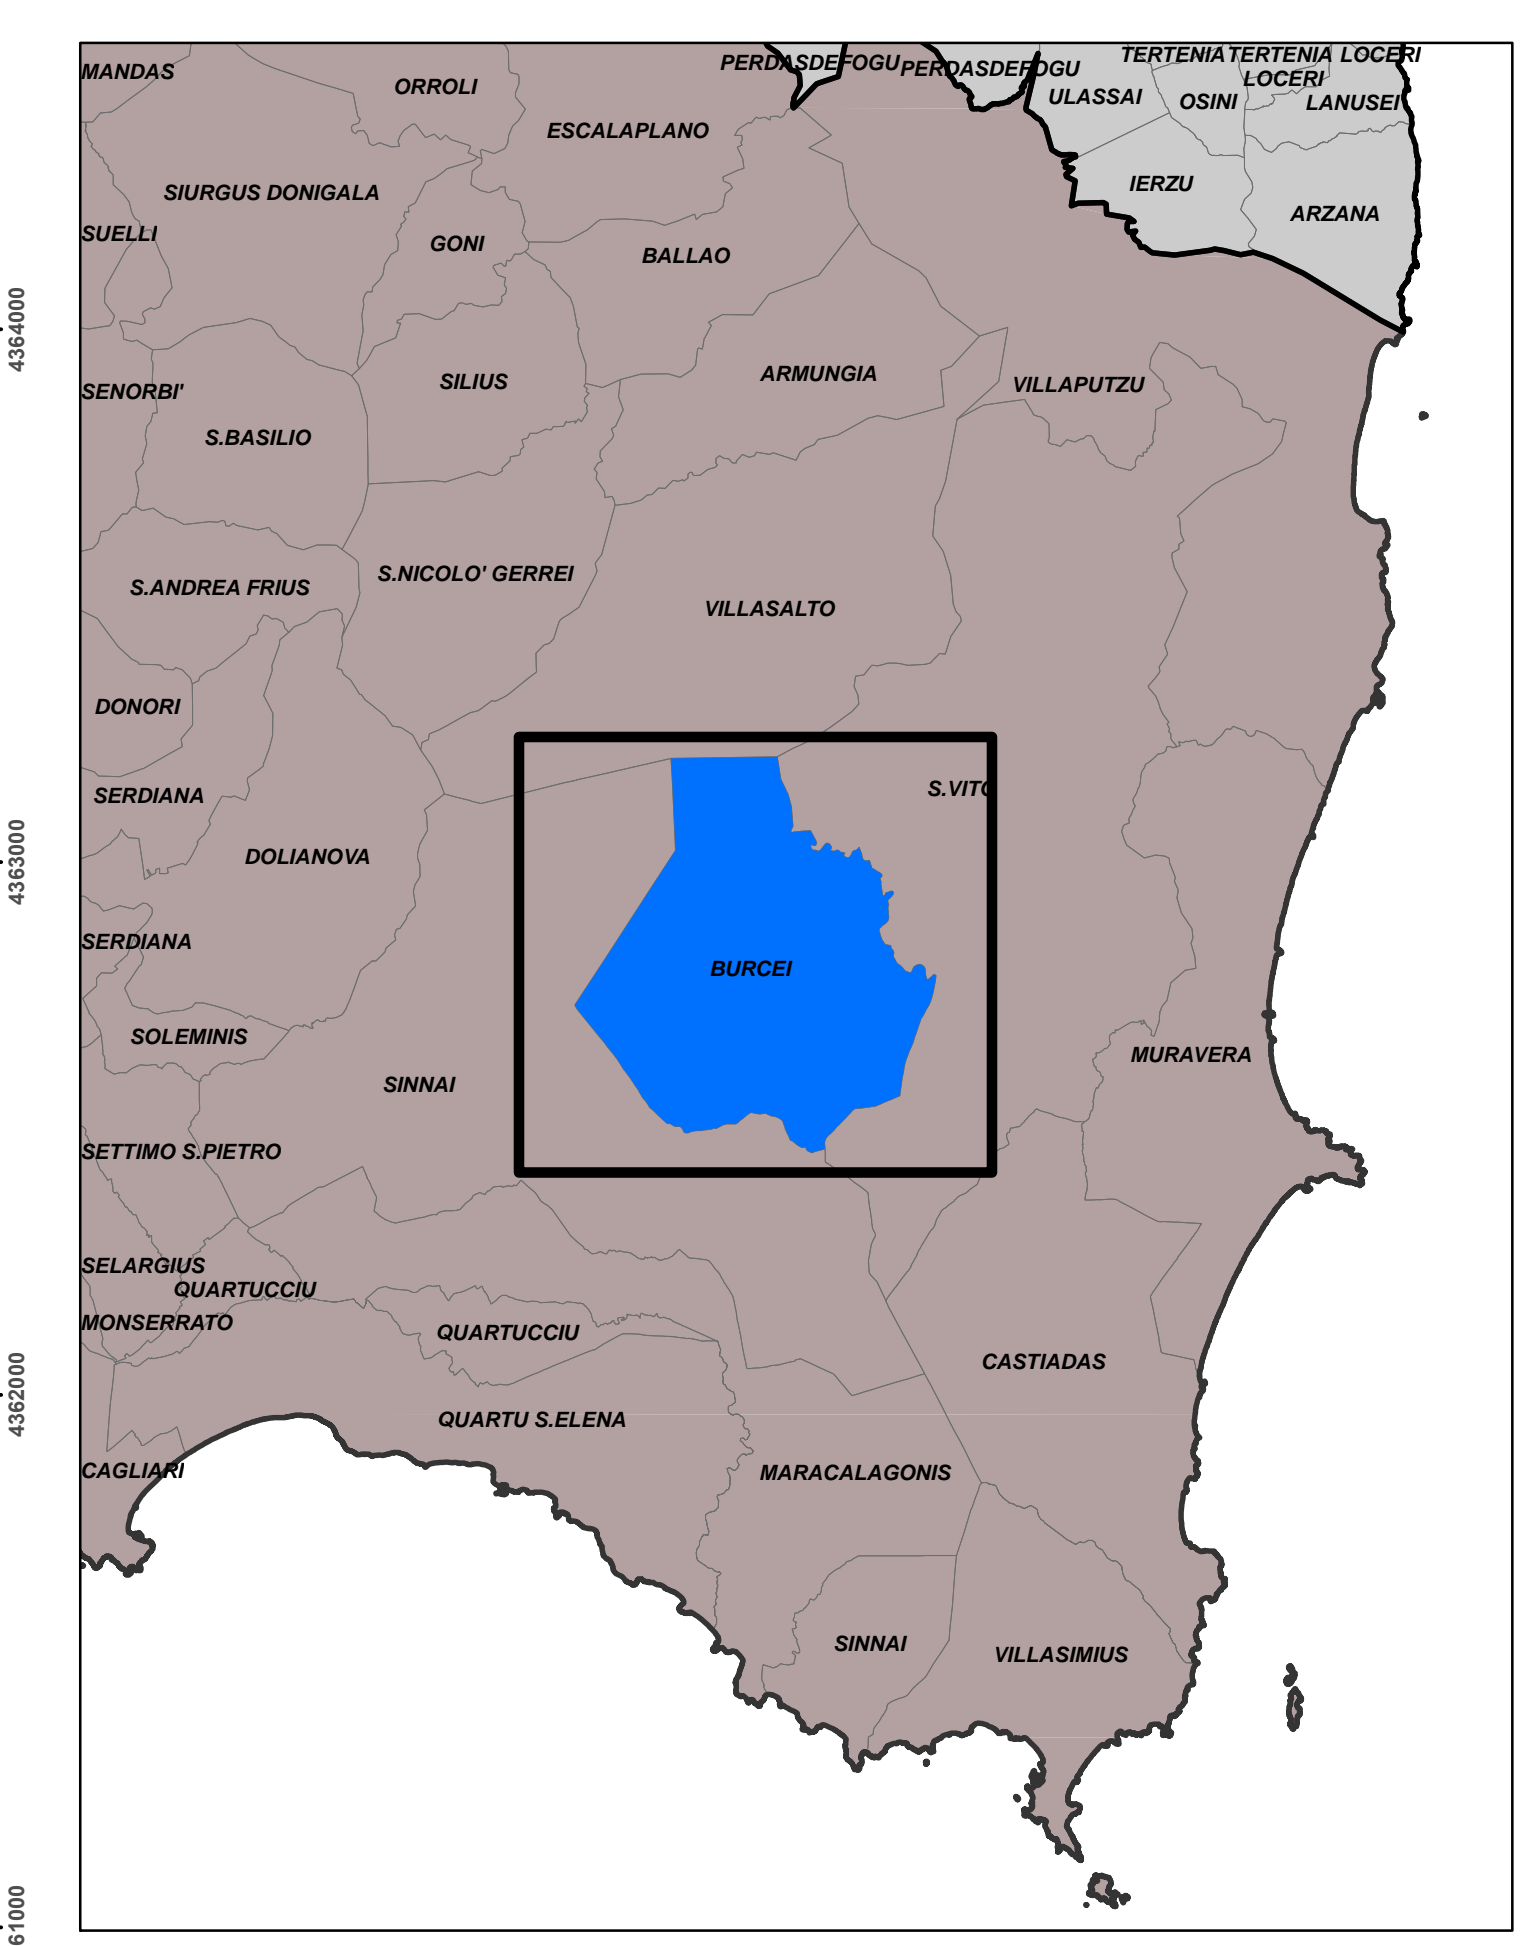 PERDASDEFOGU
PERDASDEFOGU
TERTENIA
TERTENIA
LOCERI
MANDAS
ORROLI
LOCERI
ULASSAI
OSINI
LANUSEI
ESCALAPLANO
SIURGUS DONIGALA
IERZU
ARZANA
SUELLI
GONI
BALLAO
4364000
SILIUS
ARMUNGIA
VILLAPUTZU
SENORBI'
S.BASILIO
S.NICOLO' GERREI
S.ANDREA FRIUS
VILLASALTO
DONORI
S.VITO
SERDIANA
4363000
DOLIANOVA
SERDIANA
BURCEI
SOLEMINIS
MURAVERA
SINNAI
SETTIMO S.PIETRO
SELARGIUS
QUARTUCCIU
MONSERRATO
QUARTUCCIU
CASTIADAS
4362000
QUARTU S.ELENA
CAGLIARI
MARACALAGONIS
SINNAI
VILLASIMIUS
61000